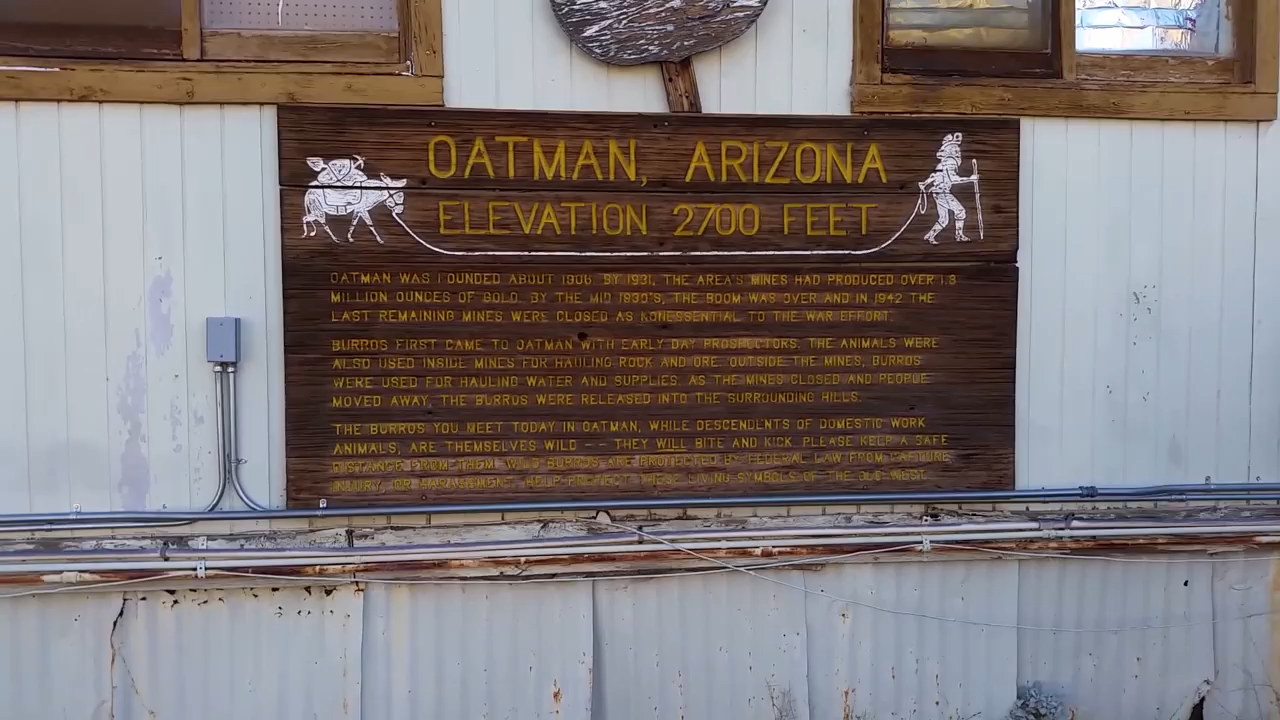 OATMAN, ARIZONA
ELEVATION 2700 FEET
OATMAN WAS FOUNDED ABOUT 1906. BY 1931, THE AREA'S MINES HAD PRODUCED OVER 1.8
MILLION OUNCES OF GOLD. BY THE MID 1930'S, THE BOOM WAS OVER AND IN 1942 THE
LAST REMAINING MINES WERE CLOSED AS NONESSENTIAL TO THE WAR EFFORT.
BURROS FIRST CAME TO OATMAN WITH EARLY DAY PROSPECTORS. THE ANIMALS WERE
ALSO USED INSIDE MINES FOR HAULING ROCK AND ORE. OUTSIDE THE MINES, BURROS
WERE USED FOR HAULING WATER AND SUPPLIES. AS THE MINES CLOSED AND PEOPLE
MOVED AWAY, THE BURROS WERE RELEASED INTO THE SURROUNDING HILLS.
THE BURROS YOU MEET TODAY IN OATMAN, WHILE DESCENDENTS OF DOMESTIC WORK
ANIMALS, ARE THEMSELVES WILD --- THEY WILL BITE AND KICK. PLEASE KEEP A SAFE
DISTANCE FROM THEM. WILD BURROS ARE PROTECTED BY FEDERAL LAW FROM CAPTURE
INJURY, OR HARASSMENT. HELP PROTECT THESE LIVING SYMBOLS OF THE OLD WEST.